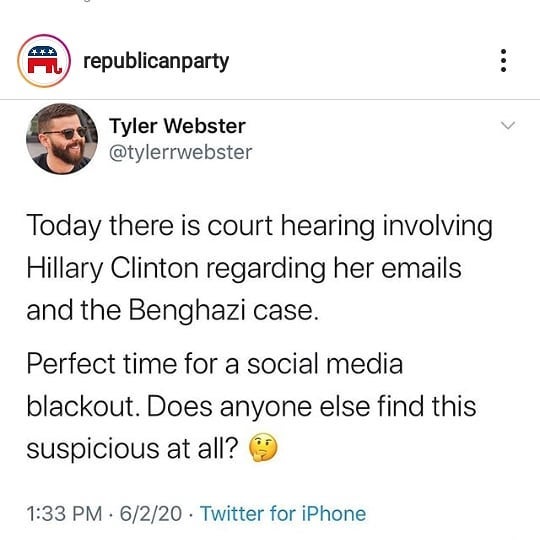 republicanparty
Tyler Webster
@tylerrwebster
Today there is court hearing involving
Hillary Clinton regarding her emails
and the Benghazi case.
Perfect time for a social media
blackout. Does anyone else find this
suspicious at all? 🤔
1:33 PM · 6/2/20 · Twitter for iPhone